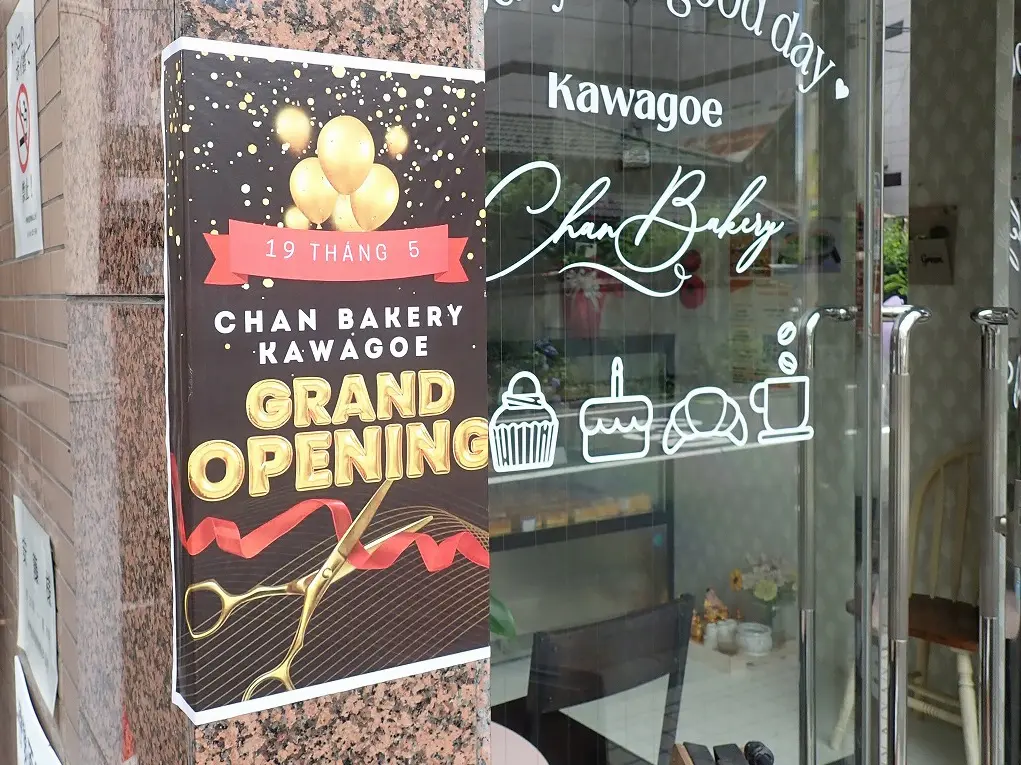 19 THÁNG 5
CHAN BAKERY
KAWAGOE
GRAND
OPENING
good day
Kawagoe
Chan Bakery